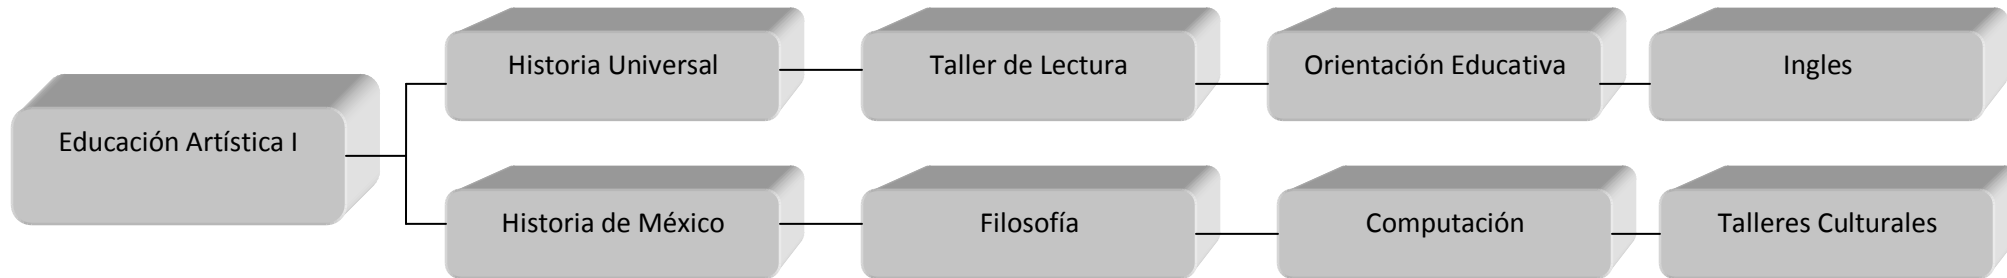 Historia Universal
Taller de Lectura
Orientación Educativa
Ingles
Educación Artística I
Historia de México
Filosofía
Computación
Talleres Culturales